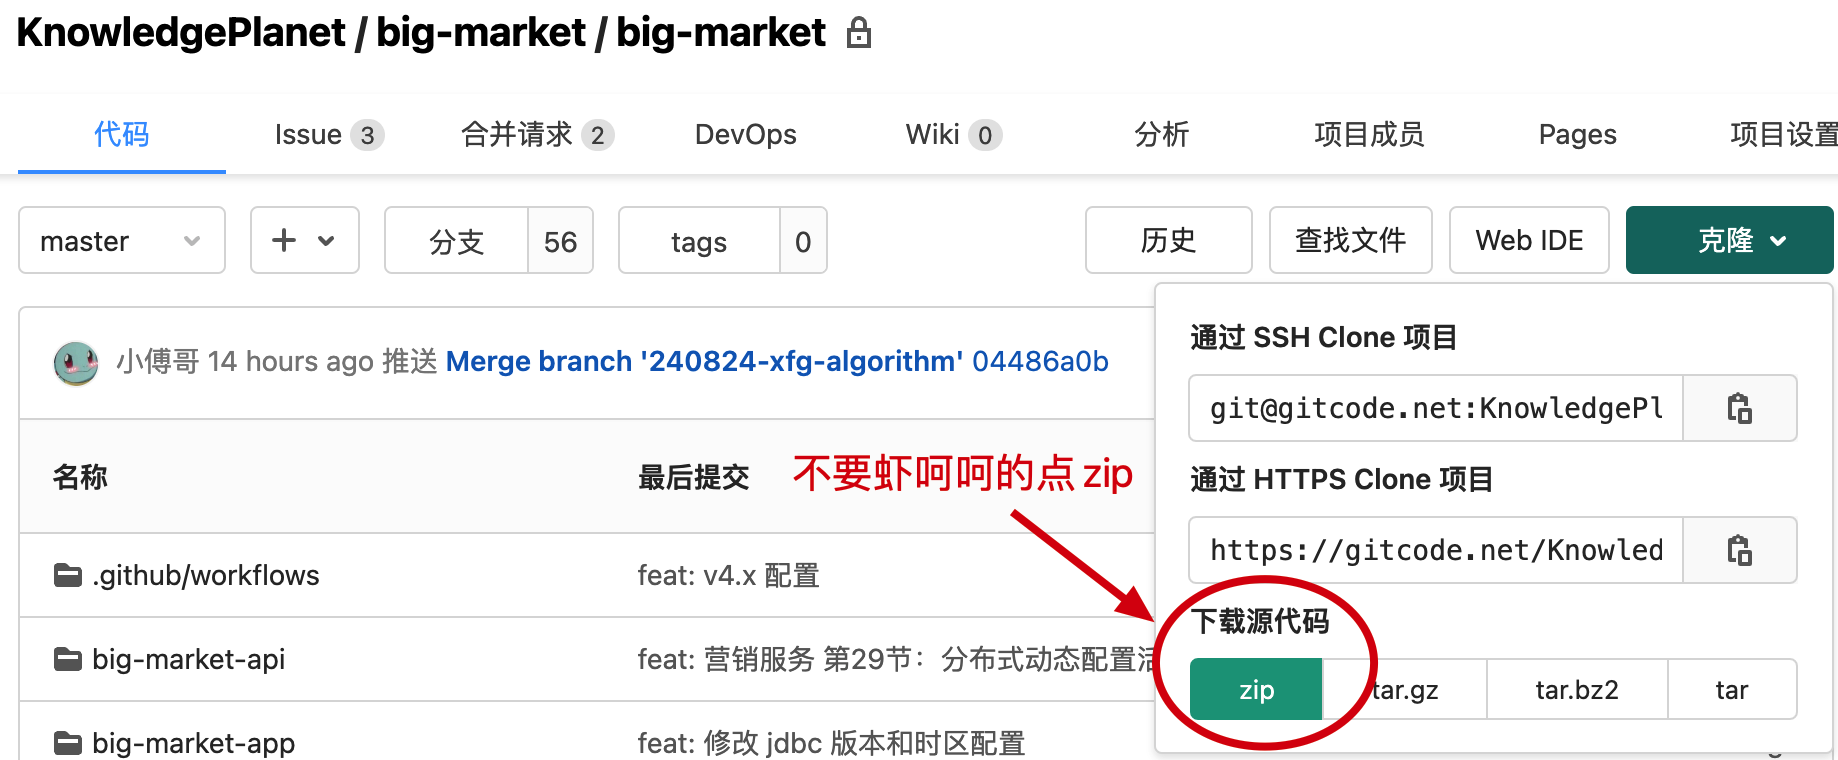 KnowledgePlanet / big-market / big-market
代码 Issue 3 合并请求 2 DevOps Wiki 0 分析 项目成员 Pages 项目设置
master 分支 56 tags 0 历史 查找文件 Web IDE 克隆
小傅哥 14 hours ago 推送 Merge branch '240824-xfg-algorithm' 04486a0b
名称 最后提交
不要虾呵呵的点zip
.github/workflows feat: v4.x 配置
big-market-api feat: 营销服务 第29节：分布式动态配置活
big-market-app feat: 修改 jdbc 版本和时区配置
通过 SSH Clone 项目
git@gitcode.net:KnowledgePl
通过 HTTPS Clone 项目
https://gitcode.net/Knowled
下载源代码
zip tar.gz tar.bz2 tar